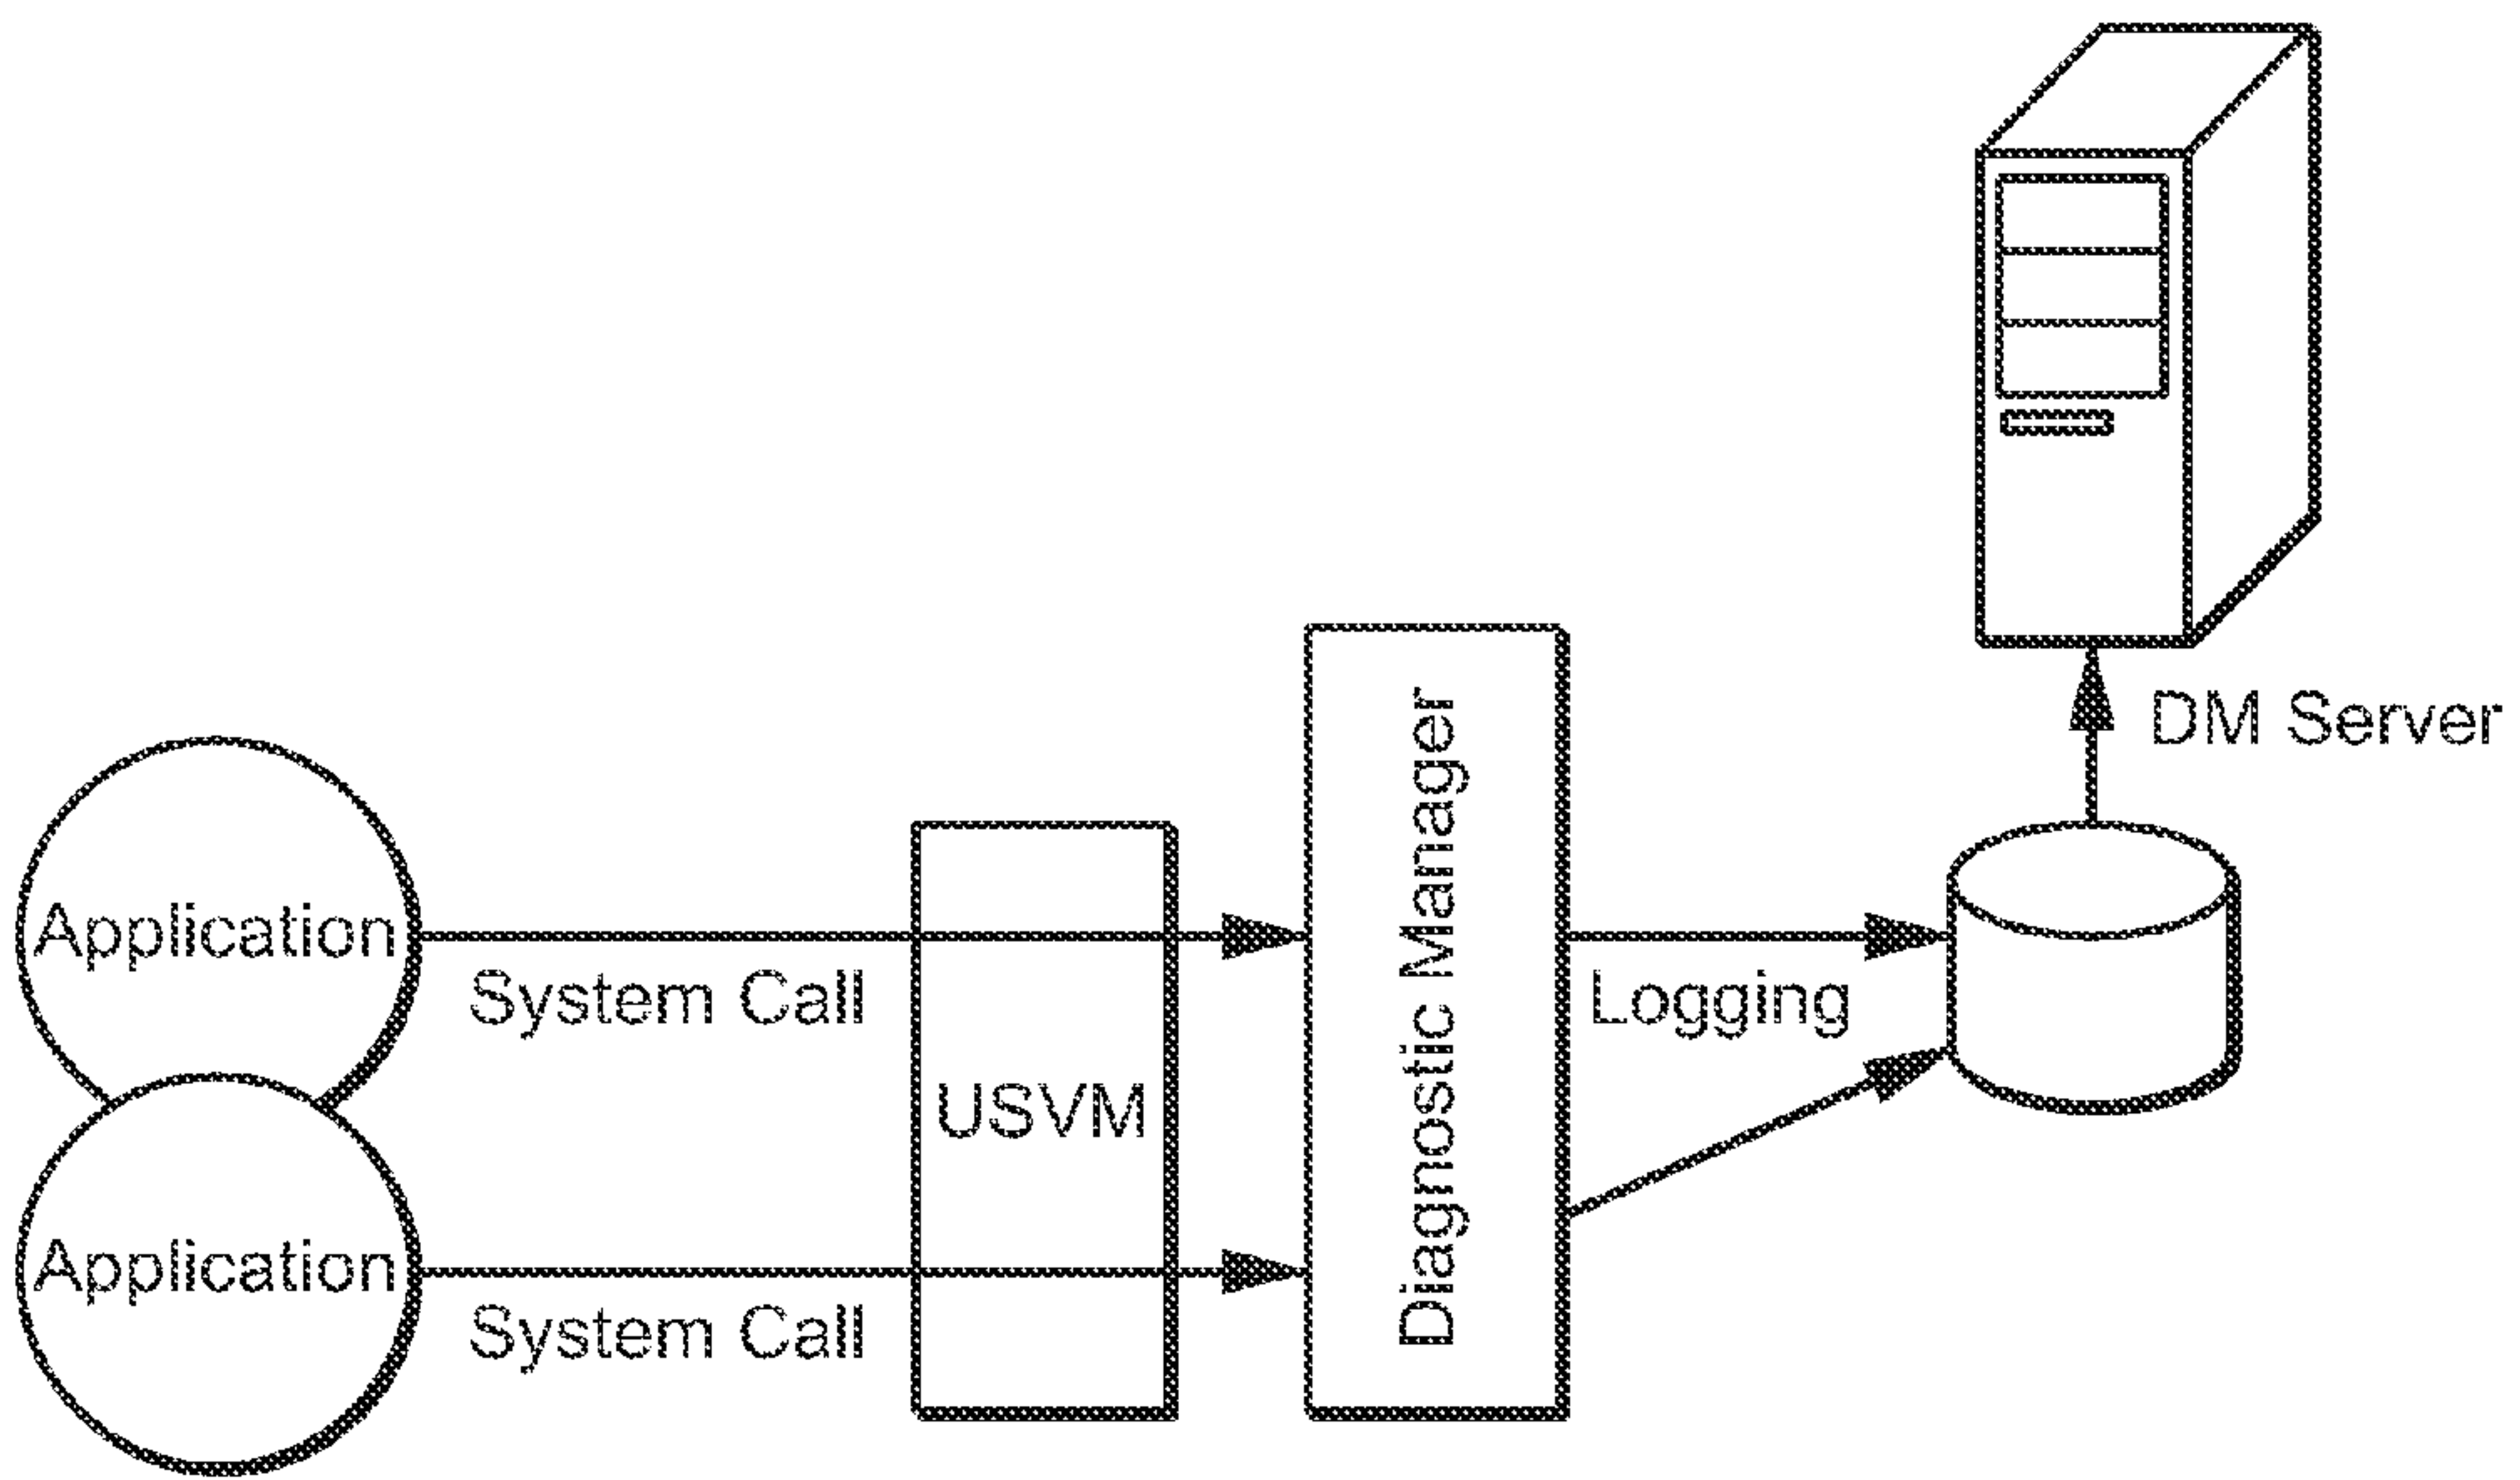 DM Server
Application
System Call
Logging
USVM
Diagnostic Manager
Application
System Call